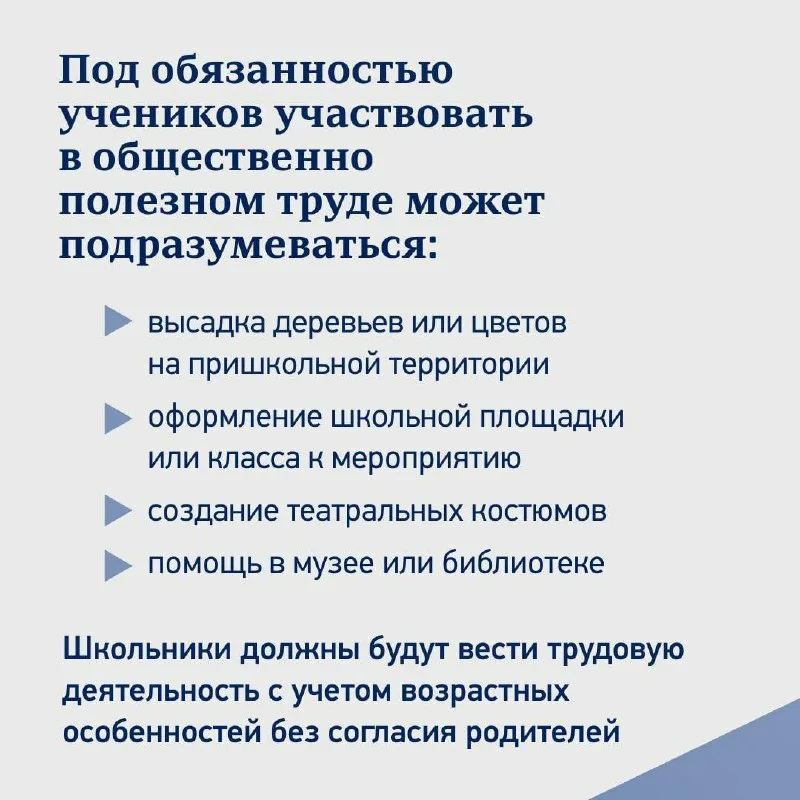 Под обязанностью
учеников участвовать
в общественно
полезном труде может
подразумеваться:
высадка деревьев или цветов
на пришкольной территории
оформление школьной площадки
или класса к мероприятию
создание театральных костюмов
помощь в музее или библиотеке
Школьники должны будут вести трудовую
деятельность с учетом возрастных
особенностей без согласия родителей